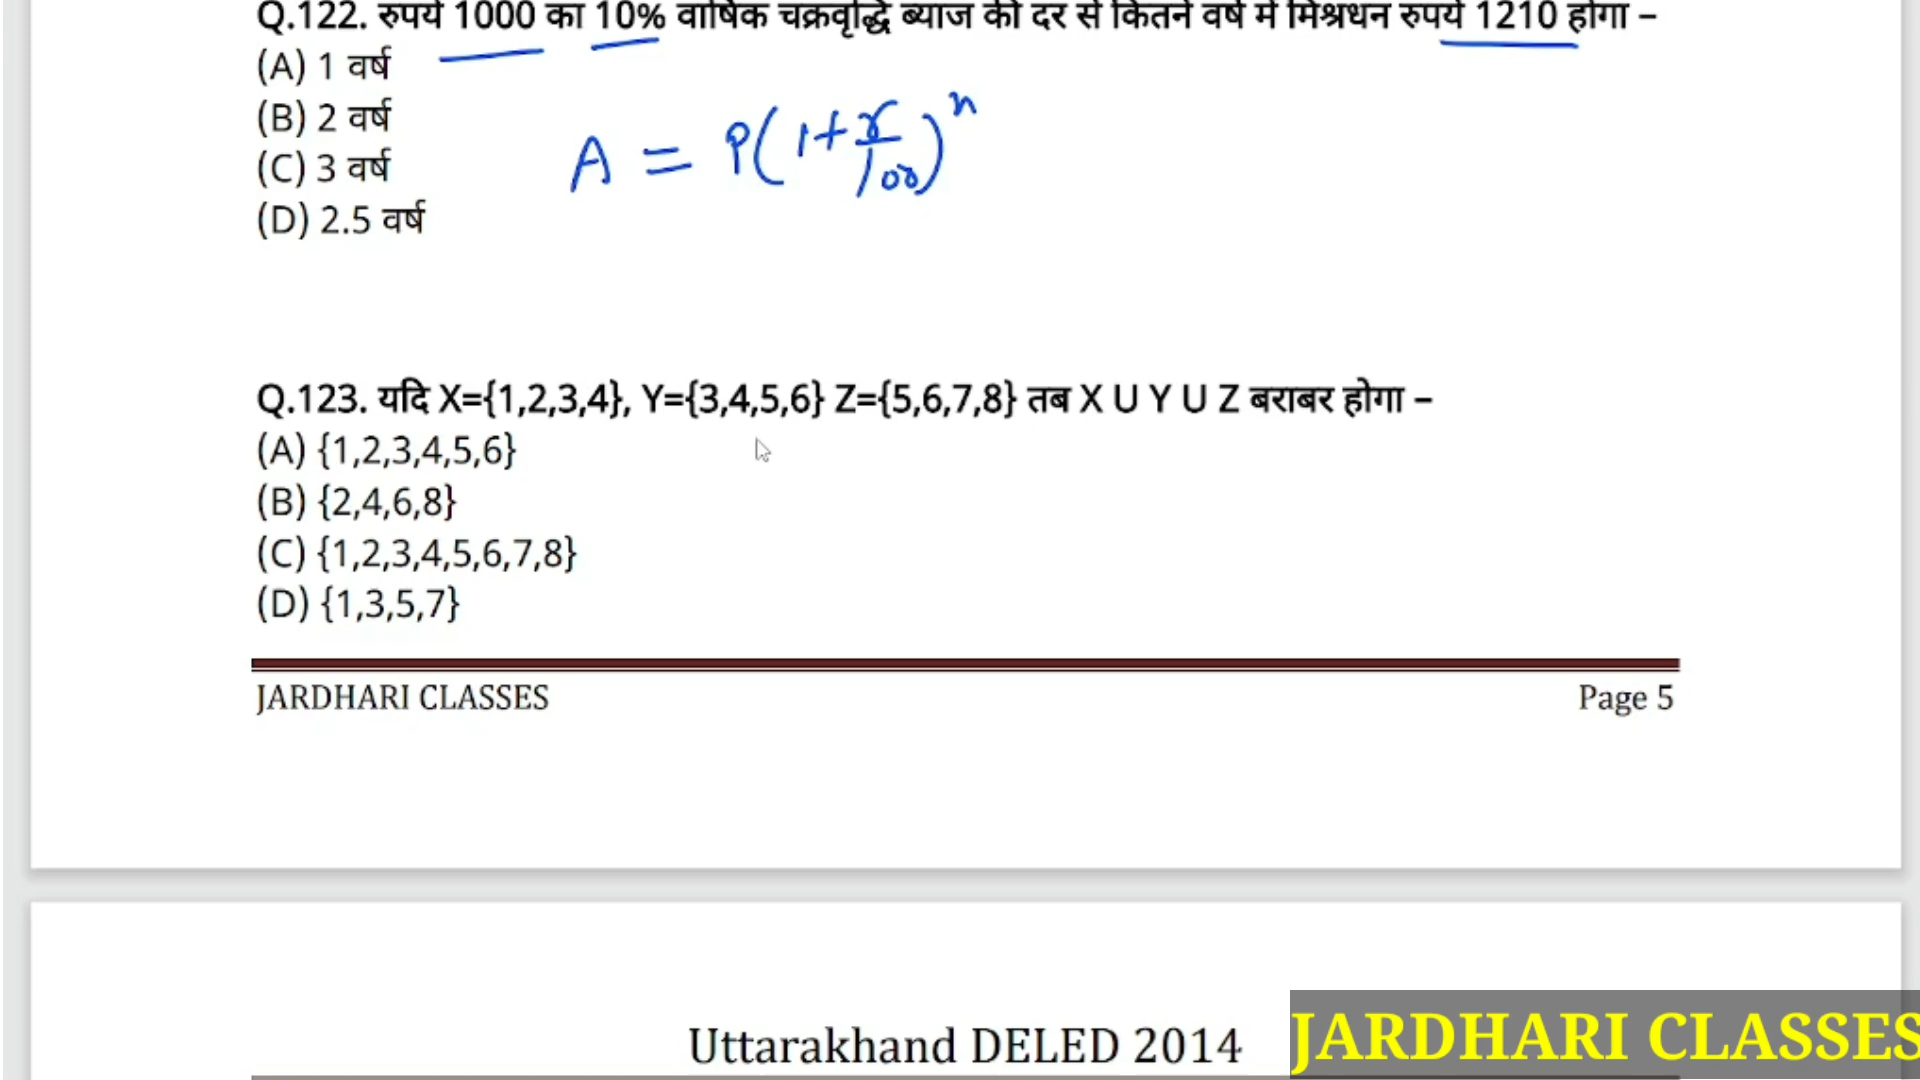 Q.122. रुपये 1000 का 10% वार्षिक चक्रवृद्धि ब्याज की दर से कितने वर्ष में मिश्रधन रुपये 1210 होगा –
(A) 1 वर्ष
(B) 2 वर्ष
(C) 3 वर्ष
(D) 2.5 वर्ष
A = P(1+r/100)^n
Q.123. यदि X={1,2,3,4}, Y={3,4,5,6} Z={5,6,7,8} तब X U Y U Z बराबर होगा –
(A) {1,2,3,4,5,6}
(B) {2,4,6,8}
(C) {1,2,3,4,5,6,7,8}
(D) {1,3,5,7}
JARDHARI CLASSES Page 5
Uttarakhand DELED 2014
JARDHARI CLASSES